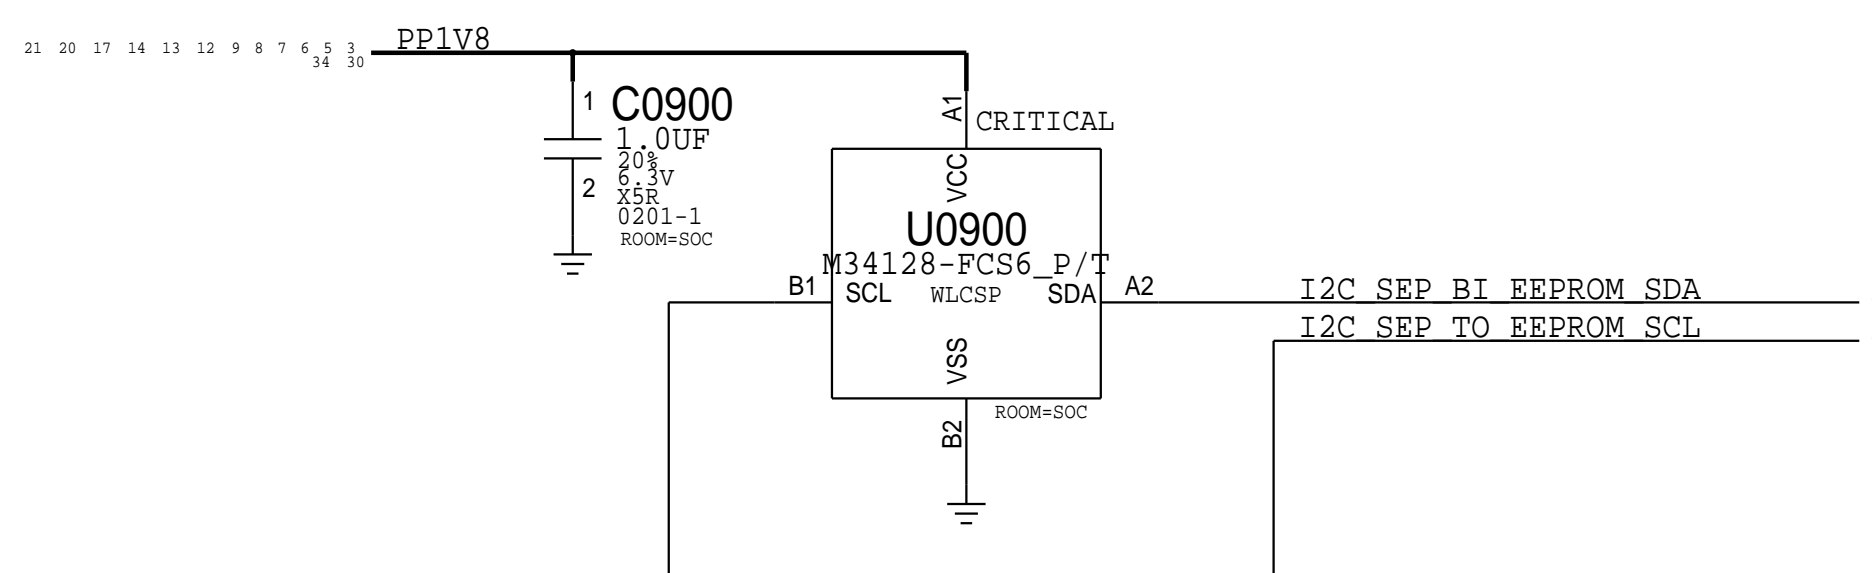 PP1V8
21 20 17 14 13 12 9 8 7 6 5 3
34 30
1
C0900
1.0UF
20%
6.3V
2
X5R
0201-1
ROOM=SOC
A1
CRITICAL
VCC
U0900
M34128-FCS6_P/T
B1
SCL
WLCSP
SDA
A2
I2C_SEP_BI_EEPROM_SDA
I2C_SEP_TO_EEPROM_SCL
VSS
ROOM=SOC
B2